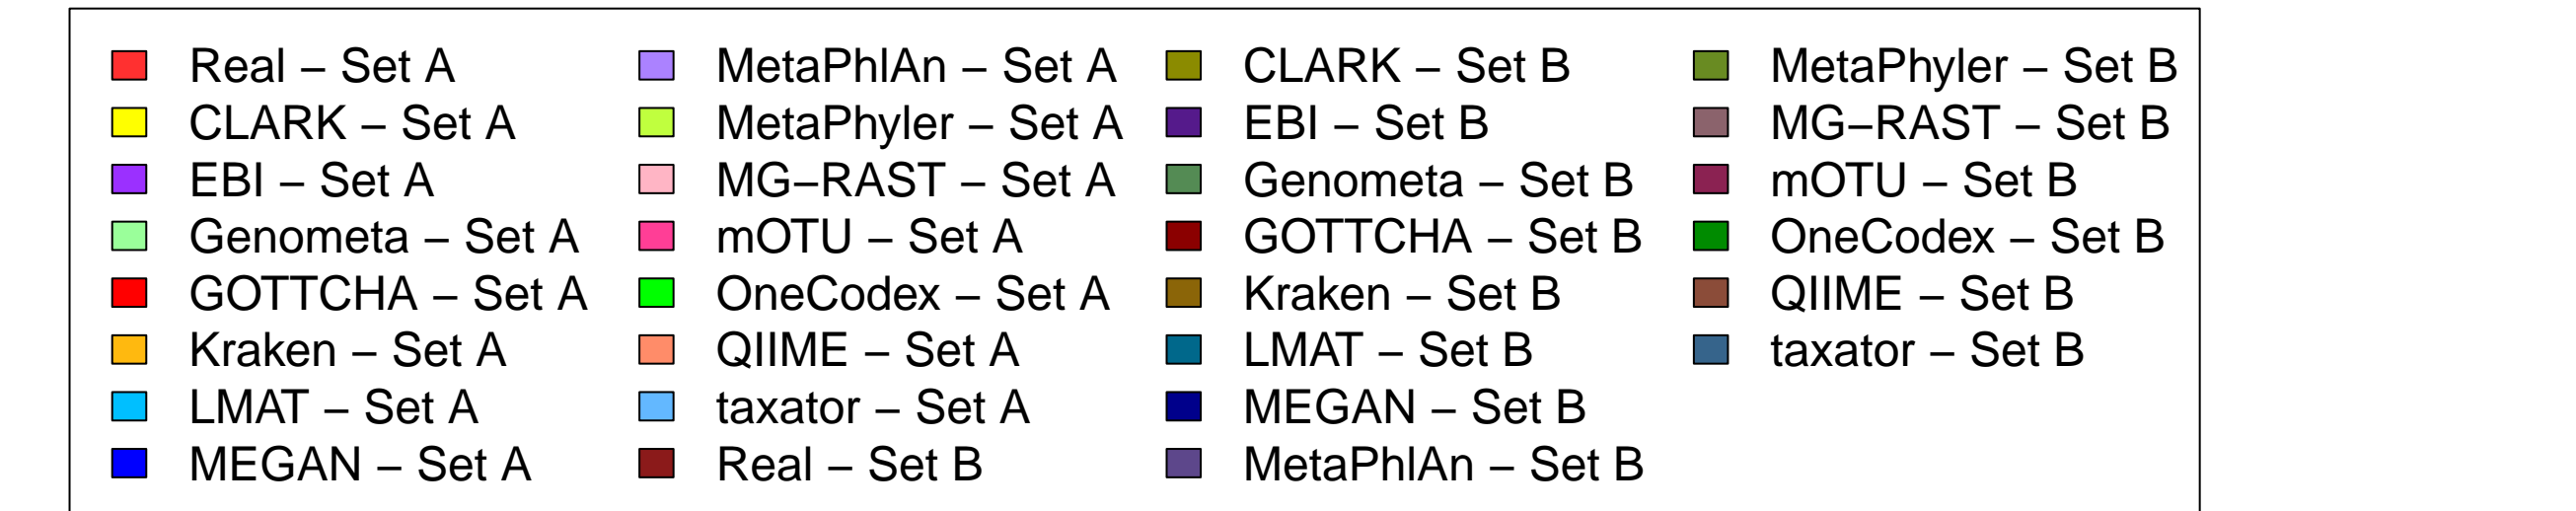 Real – Set A
CLARK – Set A
EBI – Set A
Genometa – Set A
GOTTCHA – Set A
Kraken – Set A
LMAT – Set A
MEGAN – Set A
MetaPhlAn – Set A
MetaPhyler – Set A
MG–RAST – Set A
mOTU – Set A
OneCodex – Set A
QIIME – Set A
taxator – Set A
Real – Set B
CLARK – Set B
EBI – Set B
Genometa – Set B
GOTTCHA – Set B
Kraken – Set B
LMAT – Set B
MEGAN – Set B
MetaPhlAn – Set B
MetaPhyler – Set B
MG–RAST – Set B
mOTU – Set B
OneCodex – Set B
QIIME – Set B
taxator – Set B